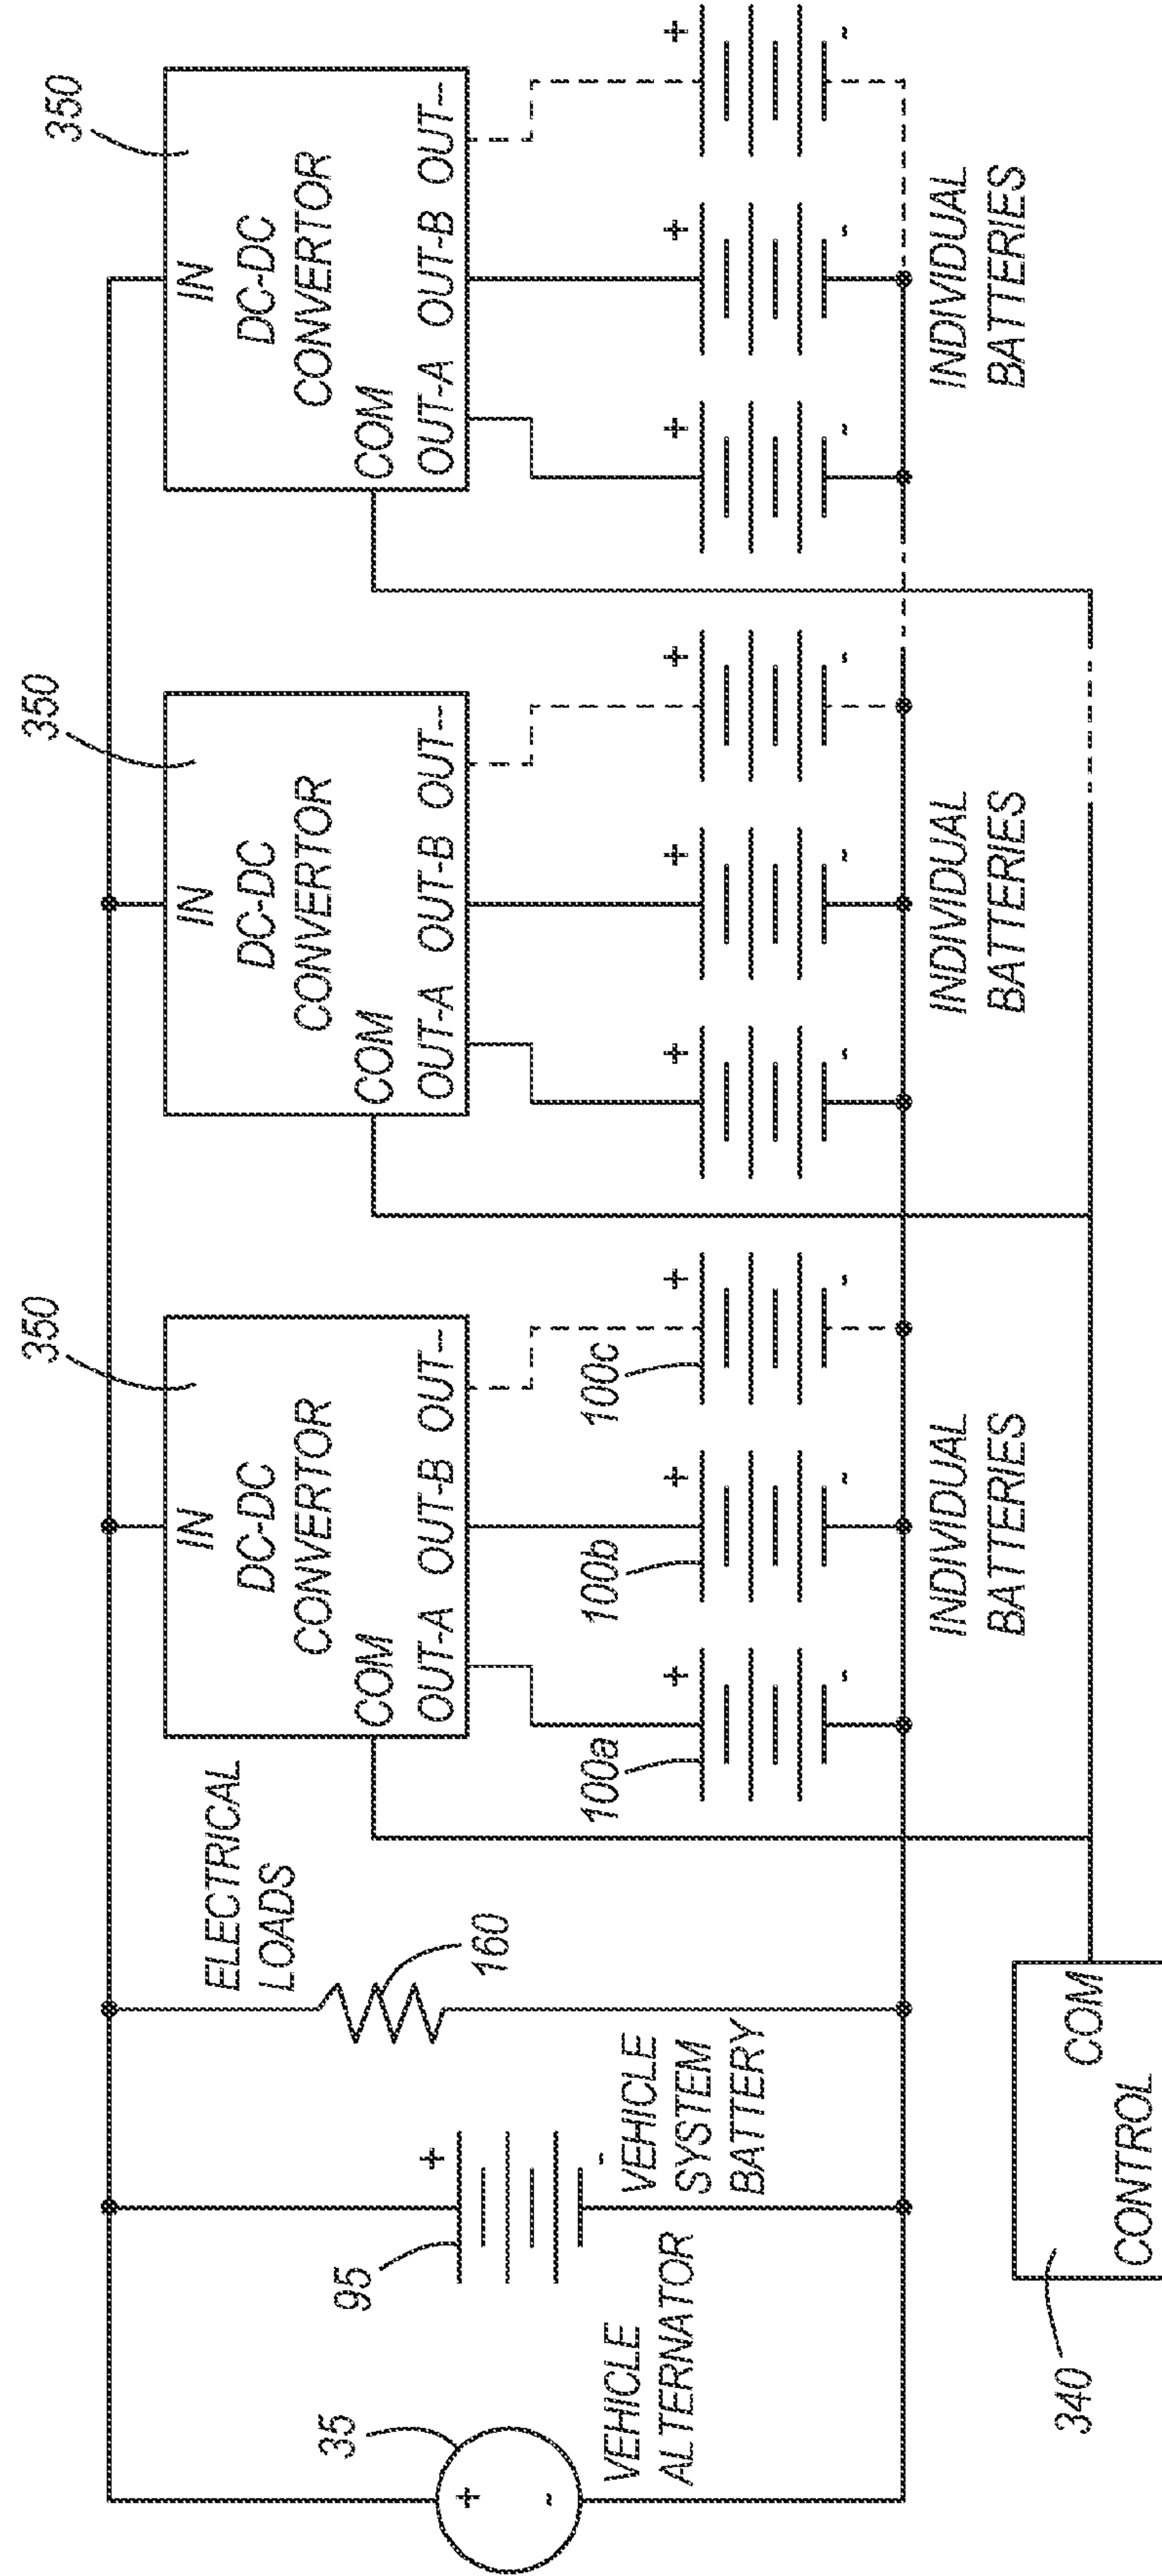 350
350
350
IN
DC-DC
CONVERTOR
COM
OUT-A OUT-B OUT---
IN
DC-DC
CONVERTOR
COM
OUT-A OUT-B OUT---
IN
DC-DC
CONVERTOR
COM
OUT-A OUT-B OUT---
ELECTRICAL
LOADS
160
35
+
-
VEHICLE
ALTERNATOR
95
+
-
VEHICLE
SYSTEM
BATTERY
100a
+
-
100b
+
-
100c
+
-
INDIVIDUAL
BATTERIES
+
-
+
-
+
-
INDIVIDUAL
BATTERIES
+
-
+
-
+
-
INDIVIDUAL
BATTERIES
340
COM
CONTROL